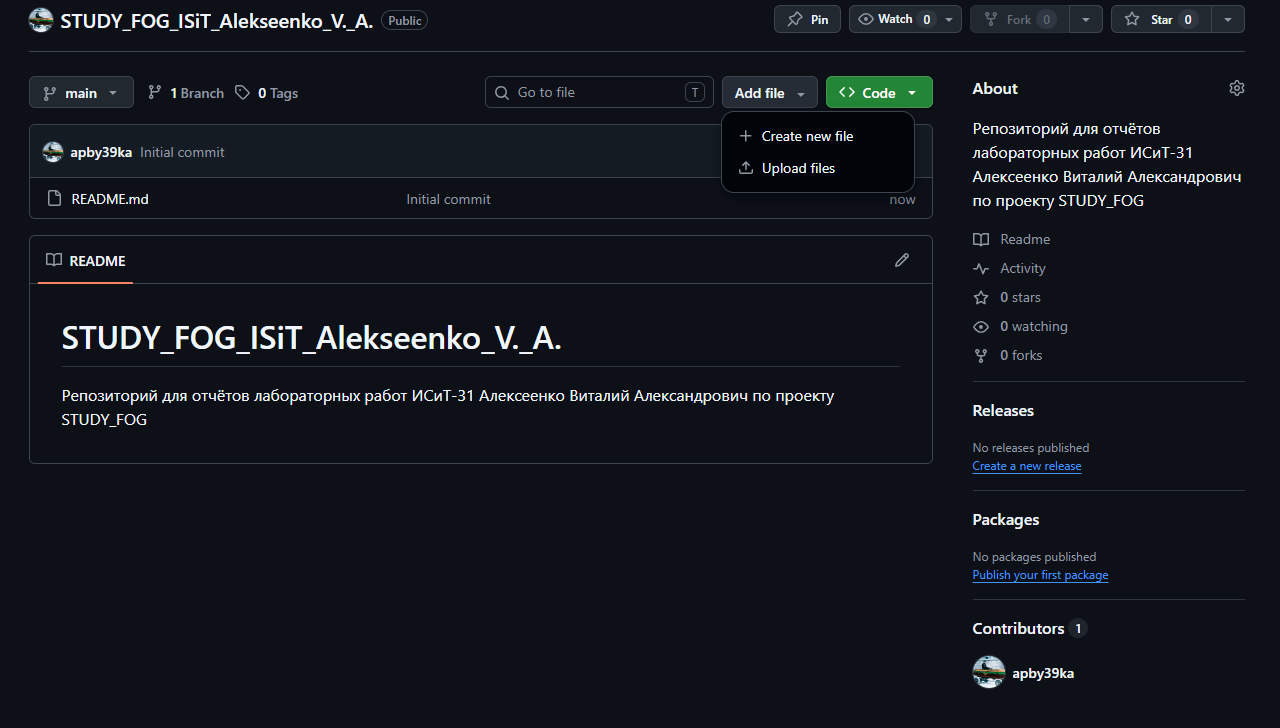 STUDY_FOG_ISiT_Alekseenko_V._A. Public
Pin
Watch 0
Fork 0
Star 0
main
1 Branch
0 Tags
Go to file T
Add file
Code
Create new file
Upload files
apby39ka Initial commit
README.md Initial commit now
README
STUDY_FOG_ISiT_Alekseenko_V._A.
Репозиторий для отчётов лабораторных работ ИСиТ-31 Алексеенко Виталий Александрович по проекту
STUDY_FOG
About
Репозиторий для отчётов
лабораторных работ ИСиТ-31
Алексеенко Виталий Александрович
по проекту STUDY_FOG
Readme
Activity
0 stars
0 watching
0 forks
Releases
No releases published
Create a new release
Packages
No packages published
Publish your first package
Contributors 1
apby39ka